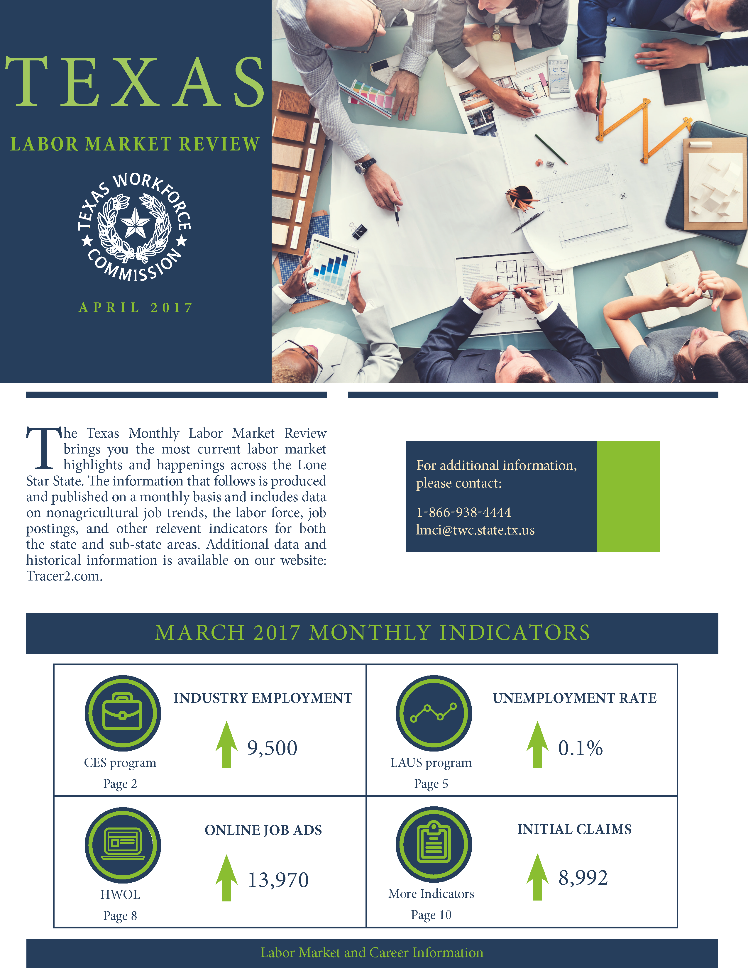 TEXAS
LABOR MARKET REVIEW
TEXAS WORKFORCE
COMMISSION
APRIL 2017
The Texas Monthly Labor Market Review
brings you the most current labor market
highlights and happenings across the Lone
Star State. The information that follows is produced
and published on a monthly basis and includes data
on nonagricultural job trends, the labor force, job
postings, and other relevent indicators for both
the state and sub-state areas. Additional data and
historical information is available on our website:
Tracer2.com.
For additional information,
please contact:
1-866-938-4444
lmci@twc.state.tx.us
MARCH 2017 MONTHLY INDICATORS
INDUSTRY EMPLOYMENT
9,500
CES program
Page 2
UNEMPLOYMENT RATE
0.1%
LAUS program
Page 5
ONLINE JOB ADS
13,970
HWOL
Page 8
INITIAL CLAIMS
8,992
More Indicators
Page 10
Labor Market and Career Information